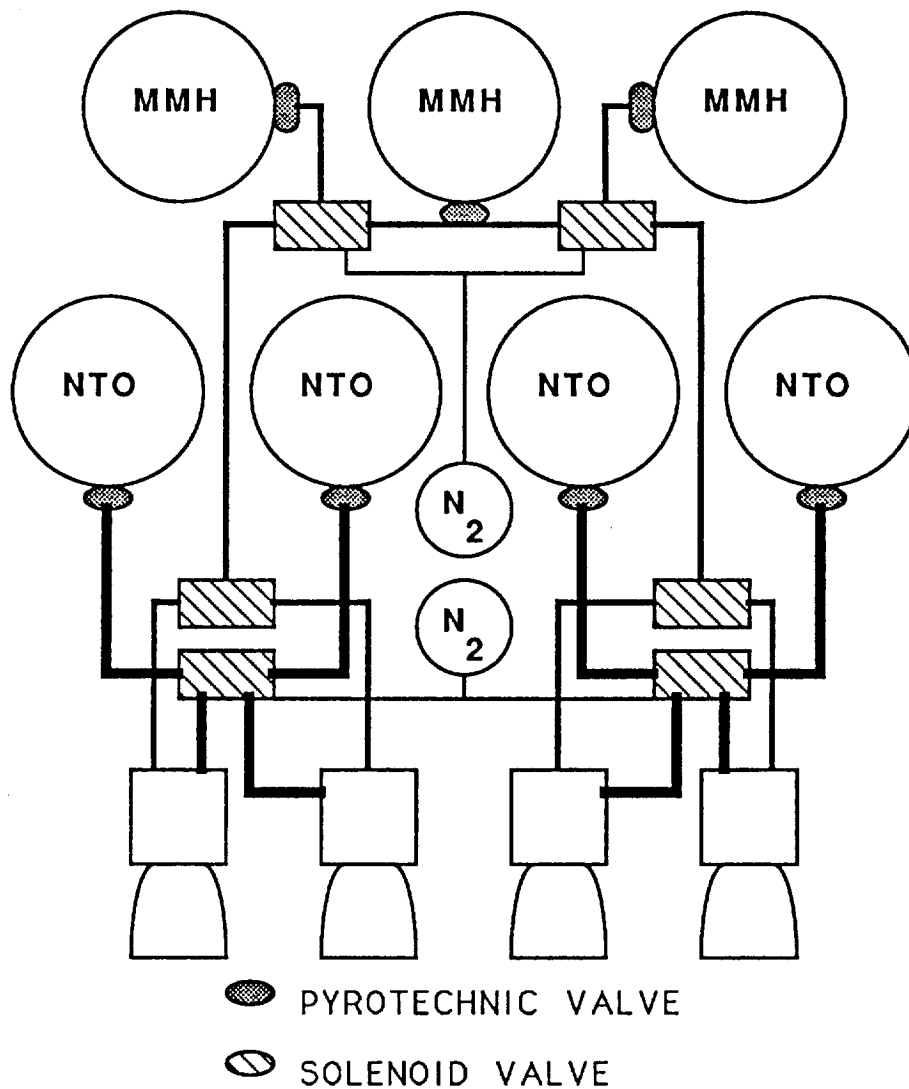 MMH MMH MMH
NTO NTO NTO NTO
N2
N2
PYROTECHNIC VALVE
SOLENOID VALVE